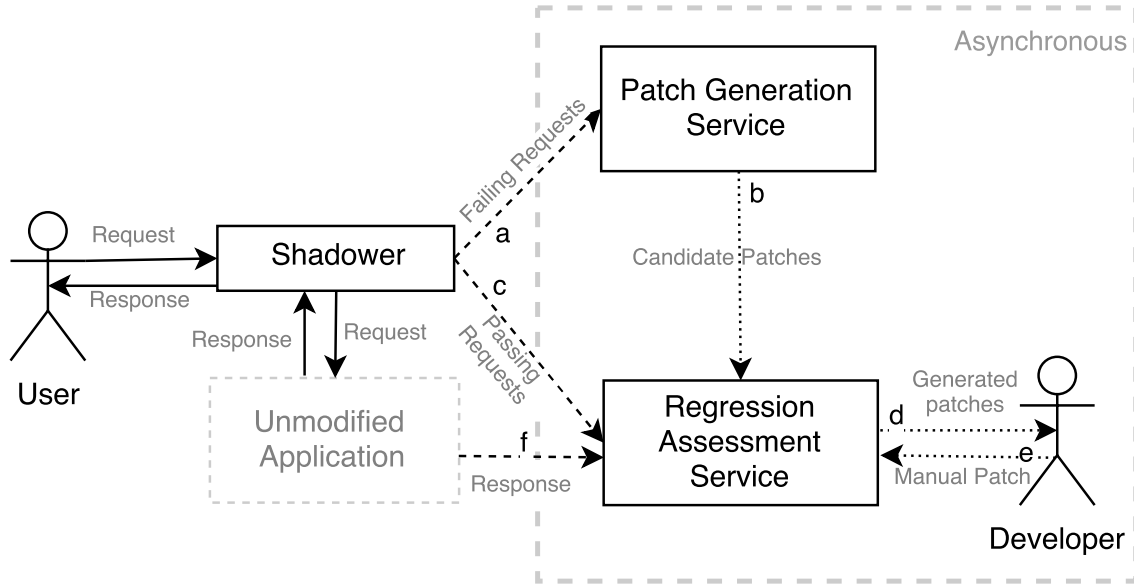 Asynchronous
Patch Generation
Service
Failing Requests
a
b
Request
Shadower
Candidate Patches
c
Response
Passing
Requests
Response
Request
User
Unmodified
Application
f
Response
Regression
Assessment
Service
d
Generated
patches
e
Manual Patch
Developer